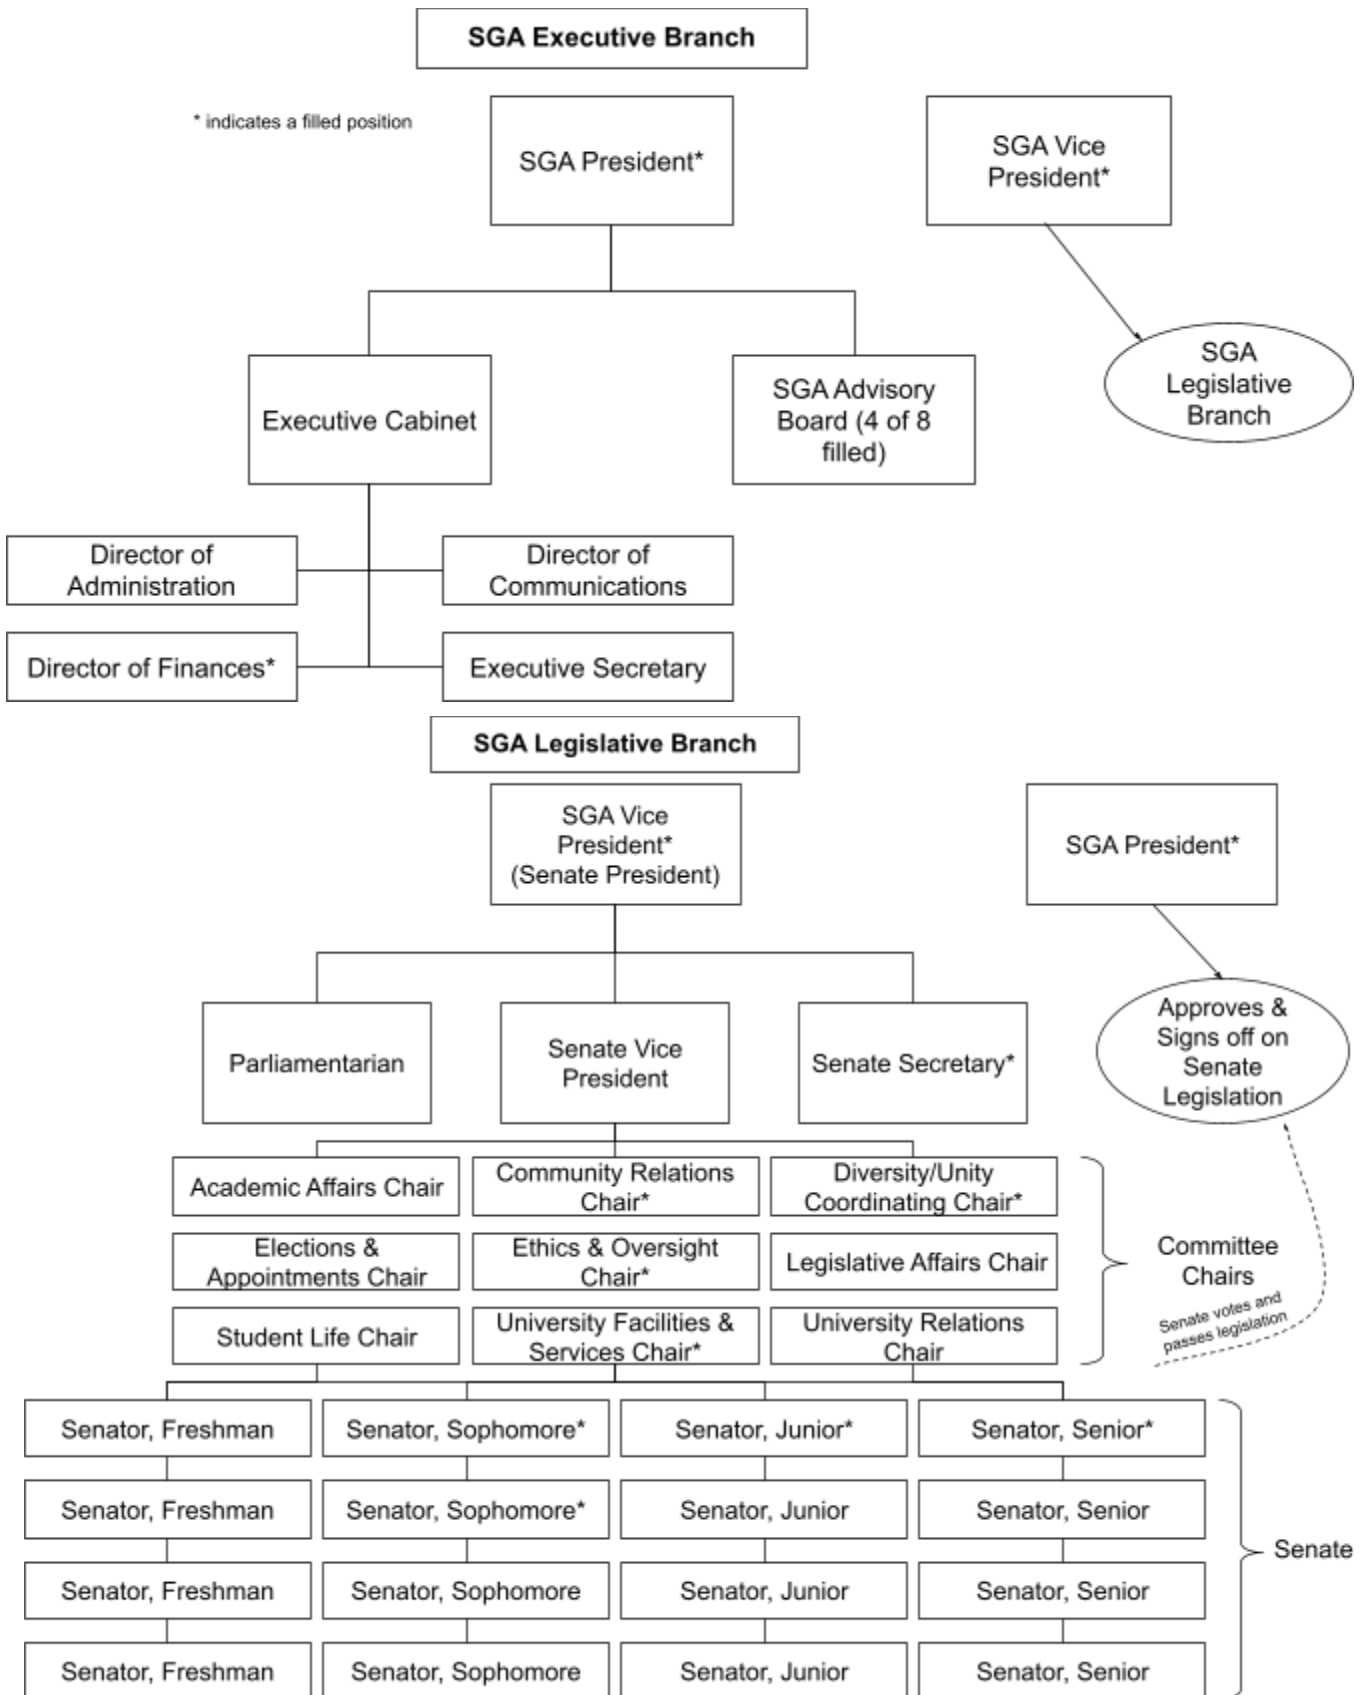 SGA Executive Branch
* indicates a filled position
SGA President*
SGA Vice
President*
SGA
Legislative
Branch
Executive Cabinet
SGA Advisory
Board (4 of 8
filled)
Director of
Administration
Director of
Communications
Director of Finances*
Executive Secretary
SGA Legislative Branch
SGA Vice
President*
(Senate President)
SGA President*
Parliamentarian
Senate Vice
President
Senate Secretary*
Approves &
Signs off on
Senate
Legislation
Academic Affairs Chair
Community Relations
Chair*
Diversity/Unity
Coordinating Chair*
Elections &
Appointments Chair
Ethics & Oversight
Chair*
Legislative Affairs Chair
Committee
Chairs
Student Life Chair
University Facilities &
Services Chair*
University Relations
Chair
Senate votes and
passes legislation
Senator, Freshman
Senator, Sophomore*
Senator, Junior*
Senator, Senior*
Senator, Freshman
Senator, Sophomore*
Senator, Junior
Senator, Senior
Senate
Senator, Freshman
Senator, Sophomore
Senator, Junior
Senator, Senior
Senator, Freshman
Senator, Sophomore
Senator, Junior
Senator, Senior